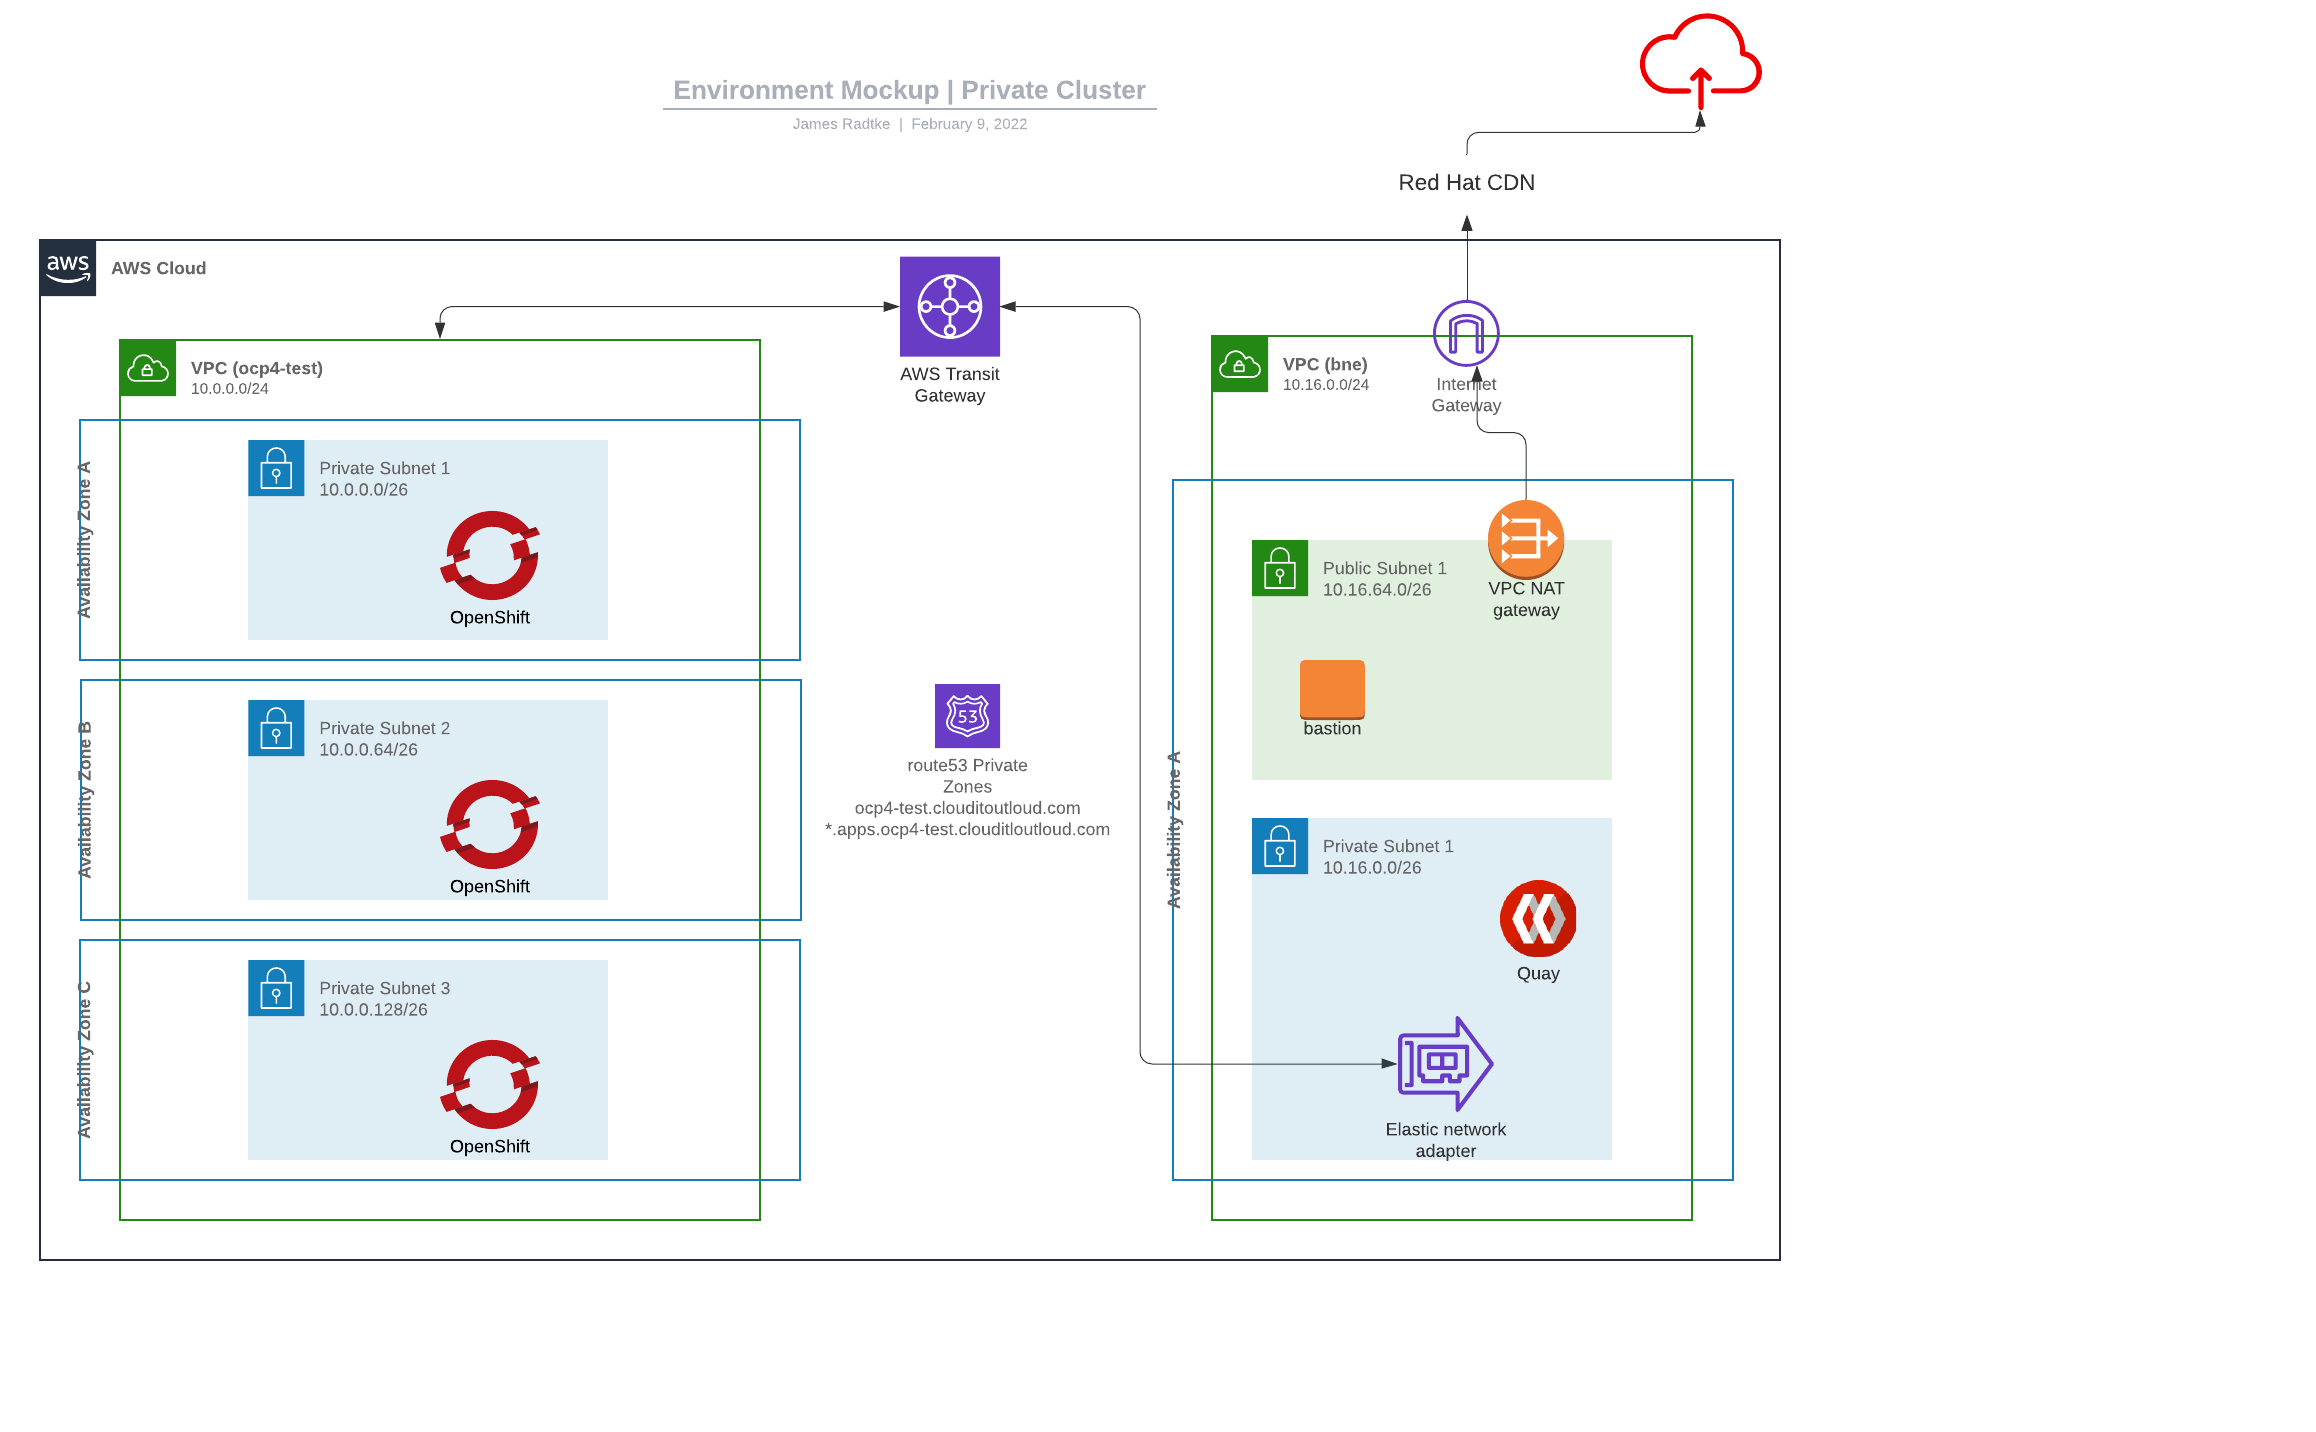 Environment Mockup | Private Cluster
James Radtke | February 9, 2022
Red Hat CDN
aws
AWS Cloud
AWS Transit
Gateway
VPC (ocp4-test)
10.0.0.0/24
Availability Zone A
Private Subnet 1
10.0.0.0/26
OpenShift
Availability Zone B
Private Subnet 2
10.0.0.64/26
OpenShift
Availability Zone C
Private Subnet 3
10.0.0.128/26
OpenShift
53
route53 Private
Zones
ocp4-test.clouditoutloud.com
*.apps.ocp4-test.clouditloutloud.com
VPC (bne)
10.16.0.0/24
Internet
Gateway
Availability Zone A
Public Subnet 1
10.16.64.0/26
VPC NAT
gateway
bastion
Private Subnet 1
10.16.0.0/26
Quay
Elastic network
adapter